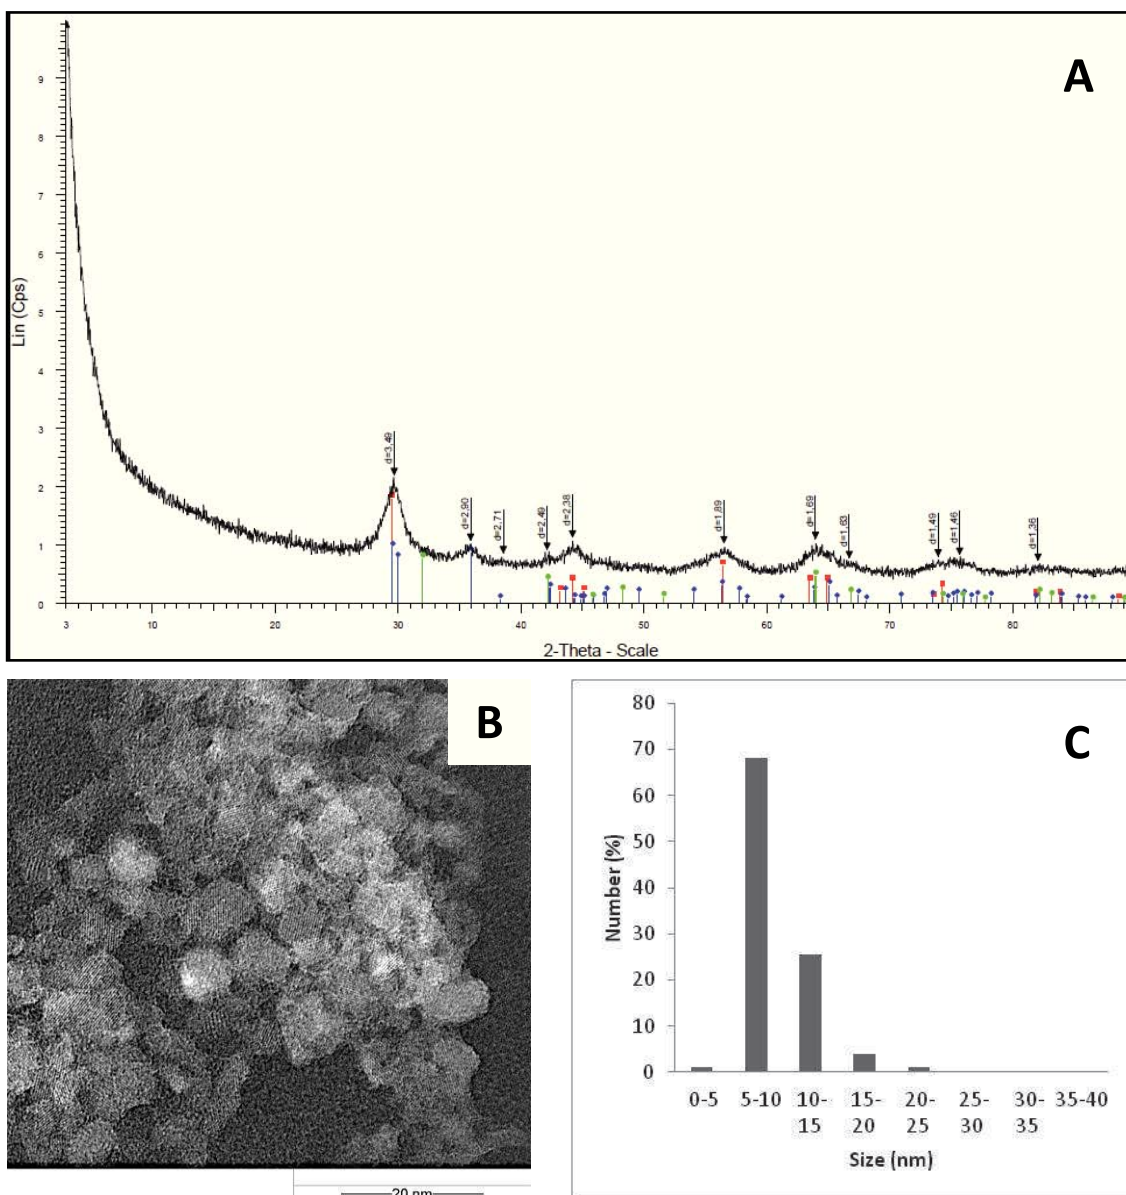 A
Lin (Cps)
9
8
7
6
5
4
3
2
1
0
d=3,49
d=2,90
d=2,71
d=2,49
d=2,38
d=1,89
d=1,69
d=1,63
d=1,49
d=1,46
d=1,36
3 10 20 30 40 50 60 70 80
2-Theta - Scale
B
20 nm
C
Number (%)
80
70
60
50
40
30
20
10
0
0-5 5-10 10- 15- 20- 25- 30- 35-40
15 20 25 30 35
Size (nm)